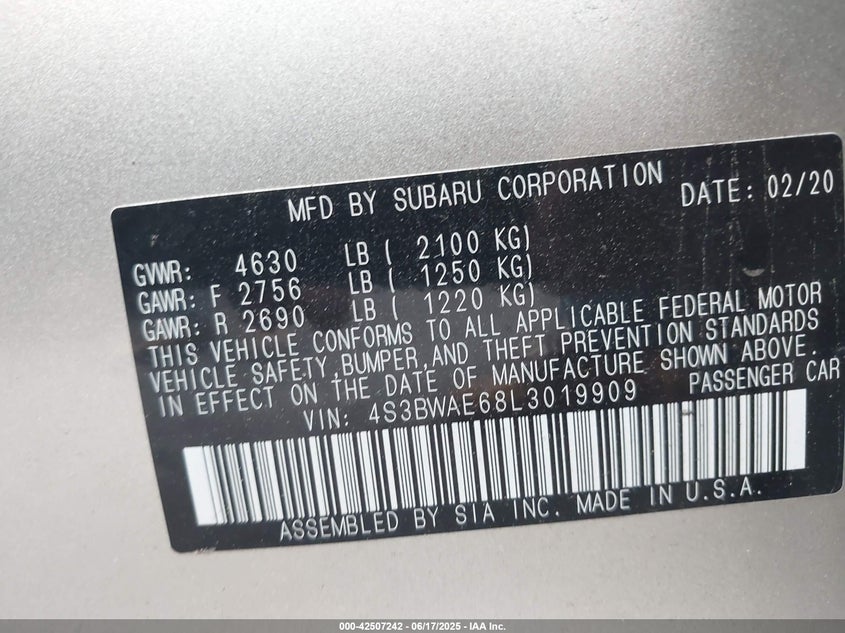 MFD BY SUBARU CORPORATION DATE: 02/20
GVWR: 4630 LB ( 2100 KG)
GAWR: F 2756 LB ( 1250 KG)
GAWR: R 2690 LB ( 1220 KG)
THIS VEHICLE CONFORMS TO ALL APPLICABLE FEDERAL MOTOR
VEHICLE SAFETY,BUMPER,AND THEFT PREVENTION STANDARDS
IN EFFECT ON THE DATE OF MANUFACTURE SHOWN ABOVE.
VIN: 4S3BWAE68L3019909 PASSENGER CAR
ASSEMBLED BY SIA INC. MADE IN U.S.A.
000-42507242 - 06/17/2025 - IAA Inc.